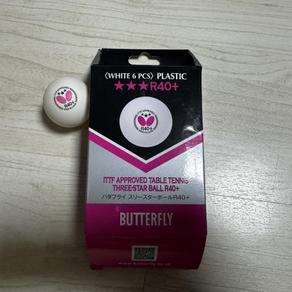 (WHITE 6 PCS) PLASTIC
★★★R40+
R40+
R40+
ITTF APPROVED TABLE TENNIS
THREE-STAR BALL R40+
バタフライ スリースターボールR40+
BUTTERFLY